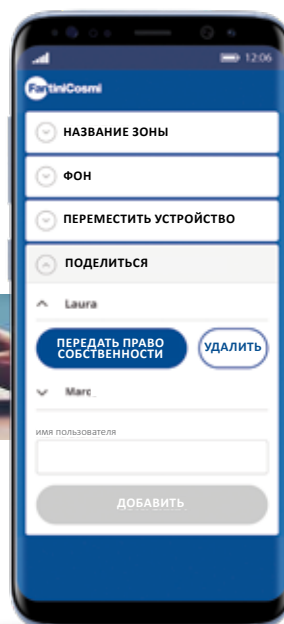 12:06
FantiniCosmi
НАЗВАНИЕ ЗОНЫ
ФОН
ПЕРЕМЕСТИТЬ УСТРОЙСТВО
ПОДЕЛИТЬСЯ
Laura
ПЕРЕДАТЬ ПРАВО
СОБСТВЕННОСТИ
УДАЛИТЬ
Marc
имя пользователя
ДОБАВИТЬ